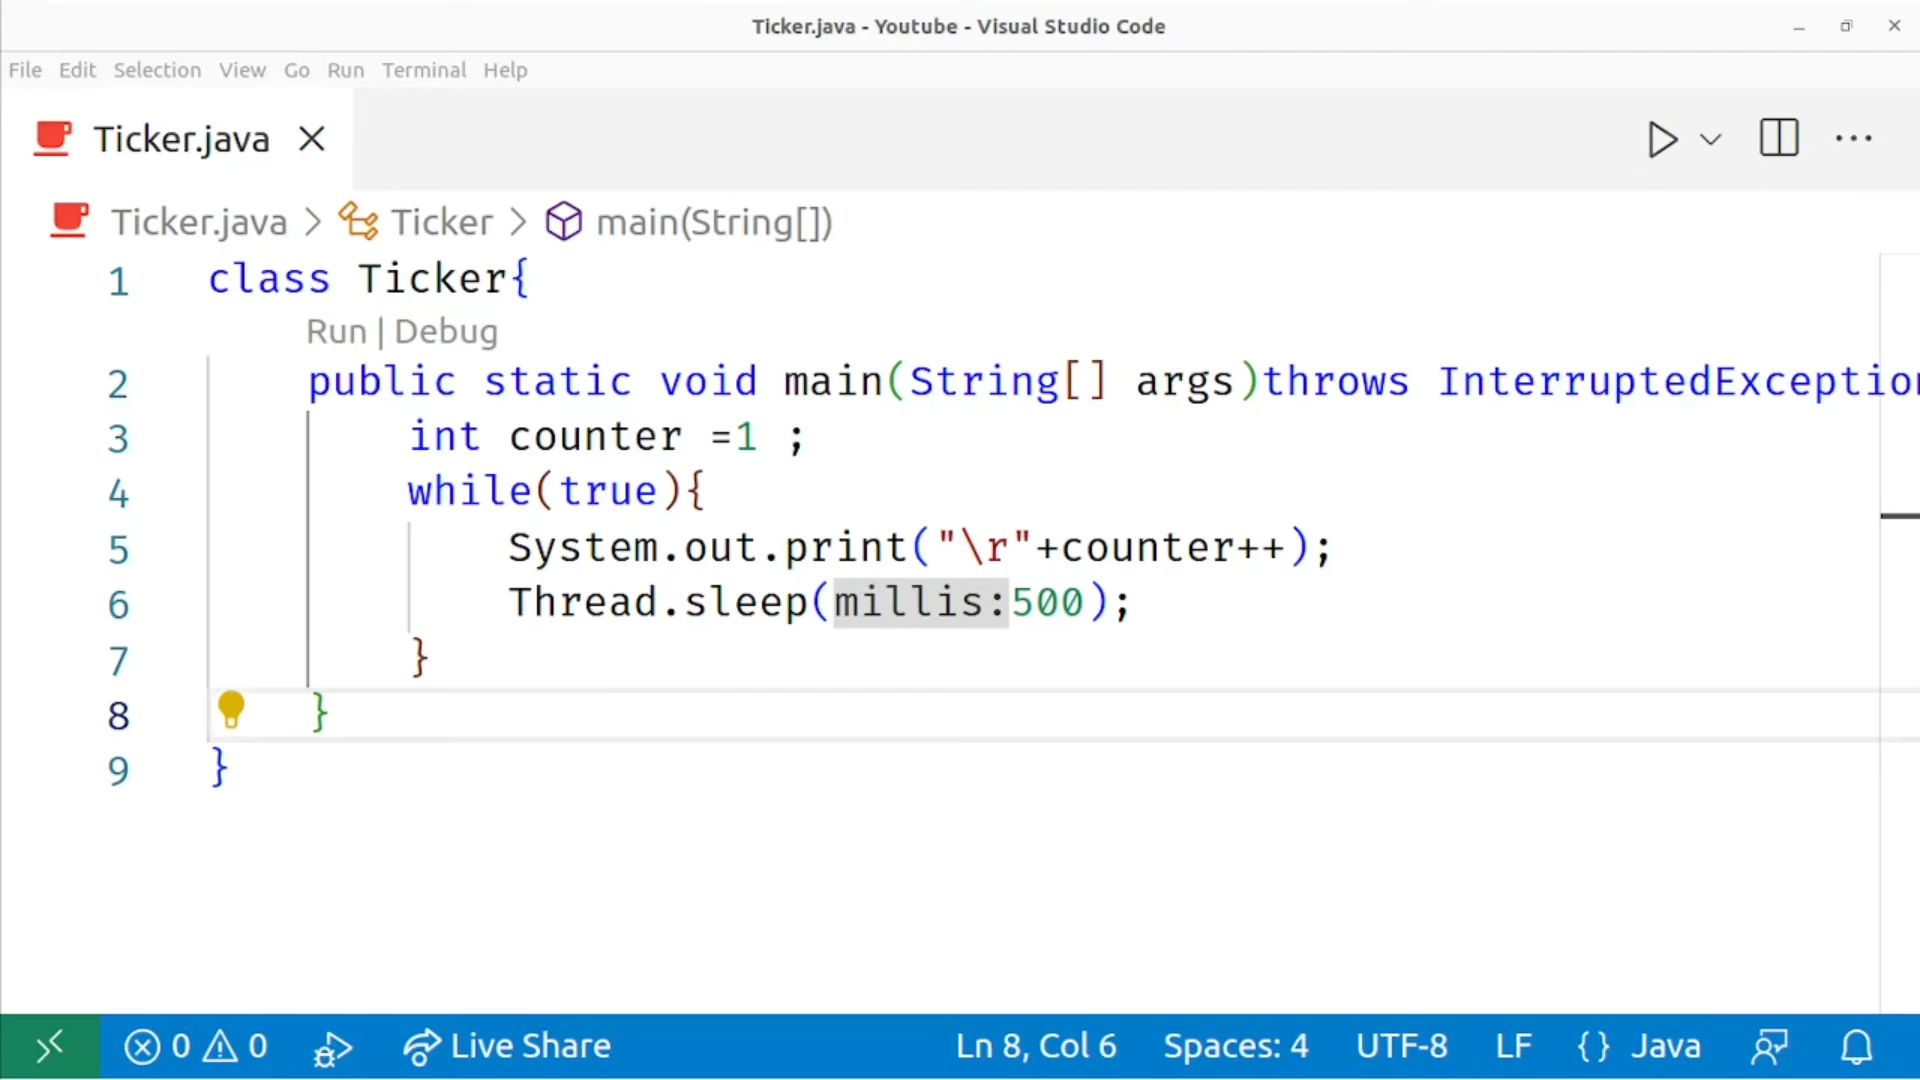 Ticker.java - Youtube - Visual Studio Code
File Edit Selection View Go Run Terminal Help
Ticker.java
Ticker.java > Ticker > main(String[])
1 class Ticker{
Run | Debug
2 public static void main(String[] args)throws InterruptedException
3 int counter =1 ;
4 while(true){
5 System.out.print("\r"+counter++);
6 Thread.sleep(millis:500);
7 }
8 }
9 }
0 0 Live Share Ln 8, Col 6 Spaces: 4 UTF-8 LF {} Java